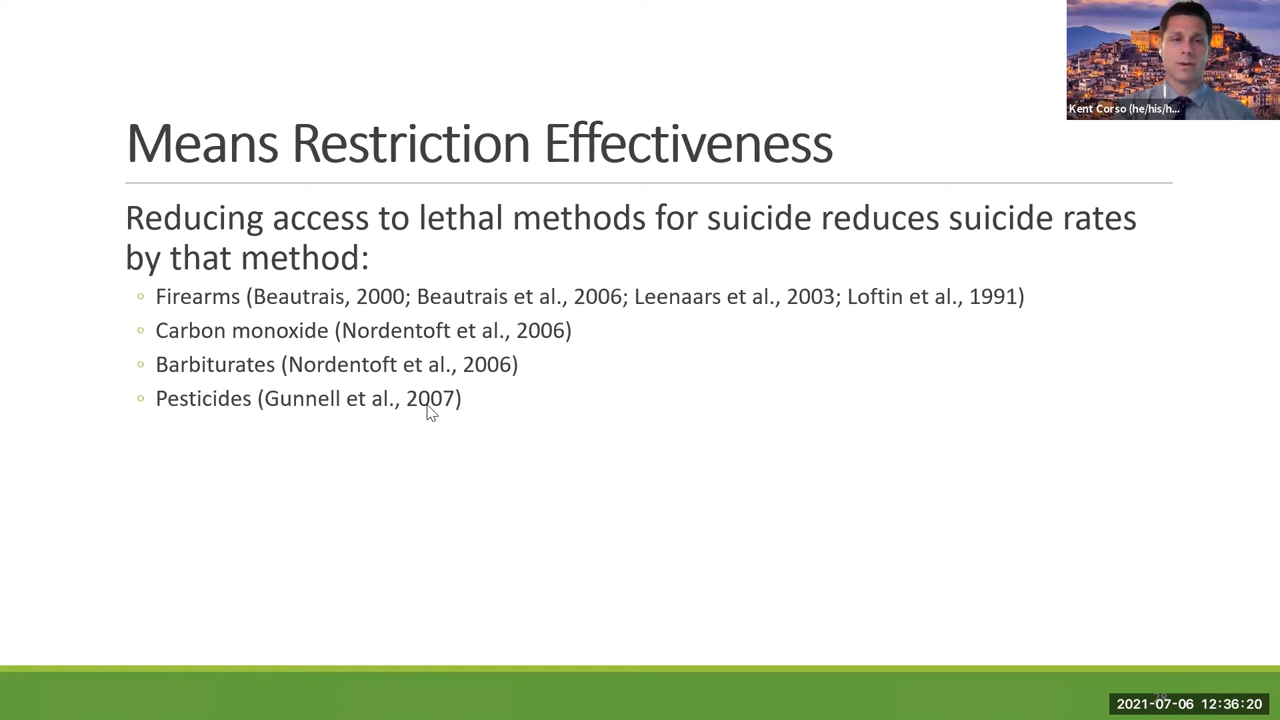 Kent Corso (he/his/h...
Means Restriction Effectiveness
Reducing access to lethal methods for suicide reduces suicide rates
by that method:
Firearms (Beautrais, 2000; Beautrais et al., 2006; Leenaars et al., 2003; Loftin et al., 1991)
Carbon monoxide (Nordentoft et al., 2006)
Barbiturates (Nordentoft et al., 2006)
Pesticides (Gunnell et al., 2007)
2021-07-06 12:36:20